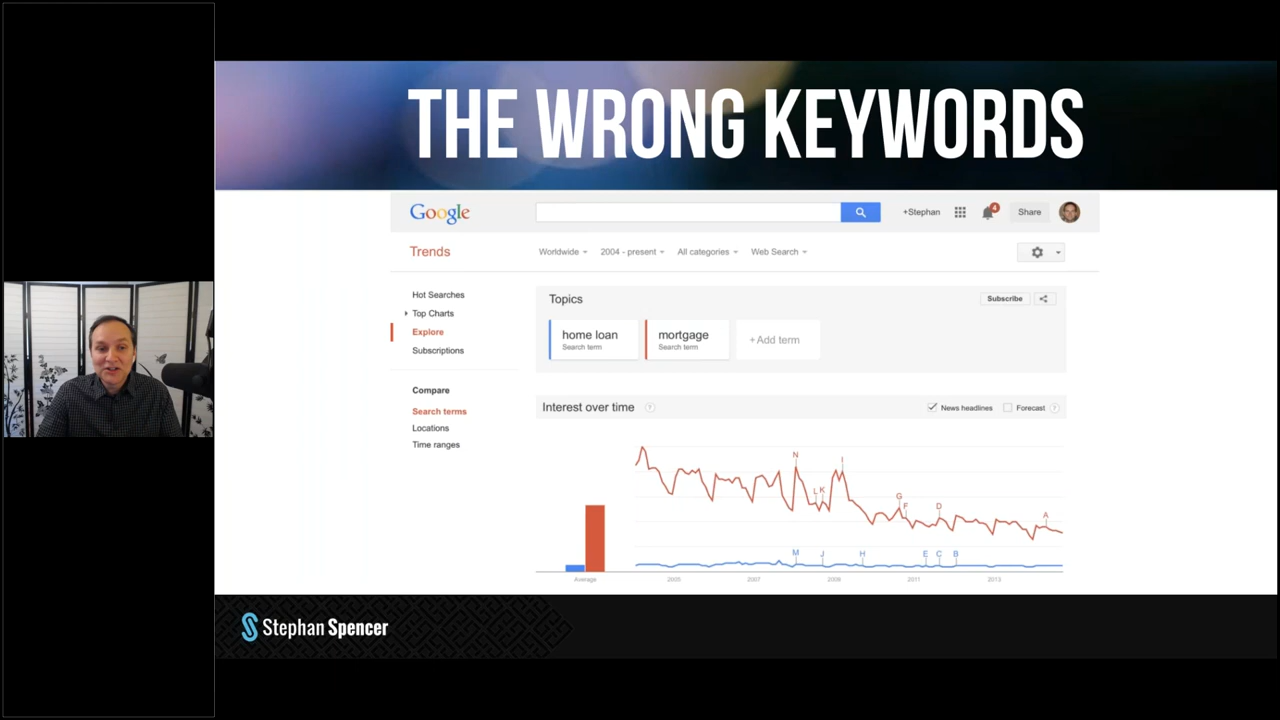 THE WRONG KEYWORDS
Google
+Stephan
4
Share
Trends
Worldwide
2004 - present
All categories
Web Search
Hot Searches
Top Charts
Explore
Subscriptions
Compare
Search terms
Locations
Time ranges
Topics
Subscribe
home loan
Search term
mortgage
Search term
+ Add term
Interest over time
?
News headlines
Forecast
?
N
L
K
I
G
F
D
A
M
J
H
E
C
B
Average
2005
2007
2009
2011
2013
Stephan Spencer